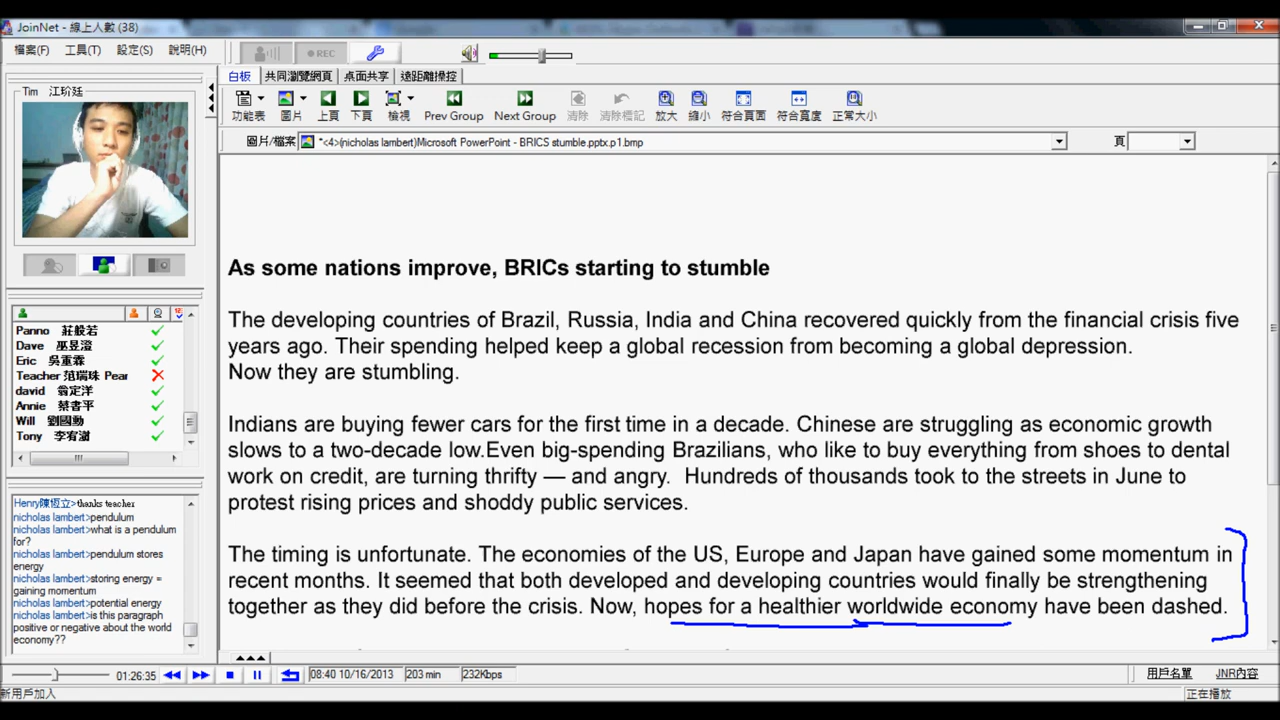 JoinNet - 線上人數 (38)
檔案(F) 工具(T) 設定(S) 說明(H)
REC
Tim 江玠廷
白板 共同瀏覽網頁 桌面共享 遠距離操控
功能表 圖片 上頁 下頁 檢視 Prev Group Next Group 清除 清除標記 放大 縮小 符合頁面 符合寬度 正常大小
圖片/檔案 *<4>(nicholas lambert)Microsoft PowerPoint - BRICS stumble.pptx.p1.bmp 頁
As some nations improve, BRICs starting to stumble
The developing countries of Brazil, Russia, India and China recovered quickly from the financial crisis five
years ago. Their spending helped keep a global recession from becoming a global depression.
Now they are stumbling.
Indians are buying fewer cars for the first time in a decade. Chinese are struggling as economic growth
slows to a two-decade low.Even big-spending Brazilians, who like to buy everything from shoes to dental
work on credit, are turning thrifty — and angry. Hundreds of thousands took to the streets in June to
protest rising prices and shoddy public services.
The timing is unfortunate. The economies of the US, Europe and Japan have gained some momentum in
recent months. It seemed that both developed and developing countries would finally be strengthening
together as they did before the crisis. Now, hopes for a healthier worldwide economy have been dashed.
Panno 莊般若
Dave 巫昱澄
Eric 吳重霖
Teacher 范瑞珠 Pear
david 翁定洋
Annie 蔡書平
Will 劉國勳
Tony 李宥澍
Henry陳恆立>thanks teacher
nicholas lambert>pendulum
nicholas lambert>what is a pendulum
for?
nicholas lambert>pendulum stores
energy
nicholas lambert>storing energy =
gaining momentum
nicholas lambert>potential energy
nicholas lambert>is this paragraph
positive or negative about the world
economy??
01:26:35
08:40 10/16/2013 203 min 232Kbps
用戶名單 JNR內容
新用戶加入
正在播放